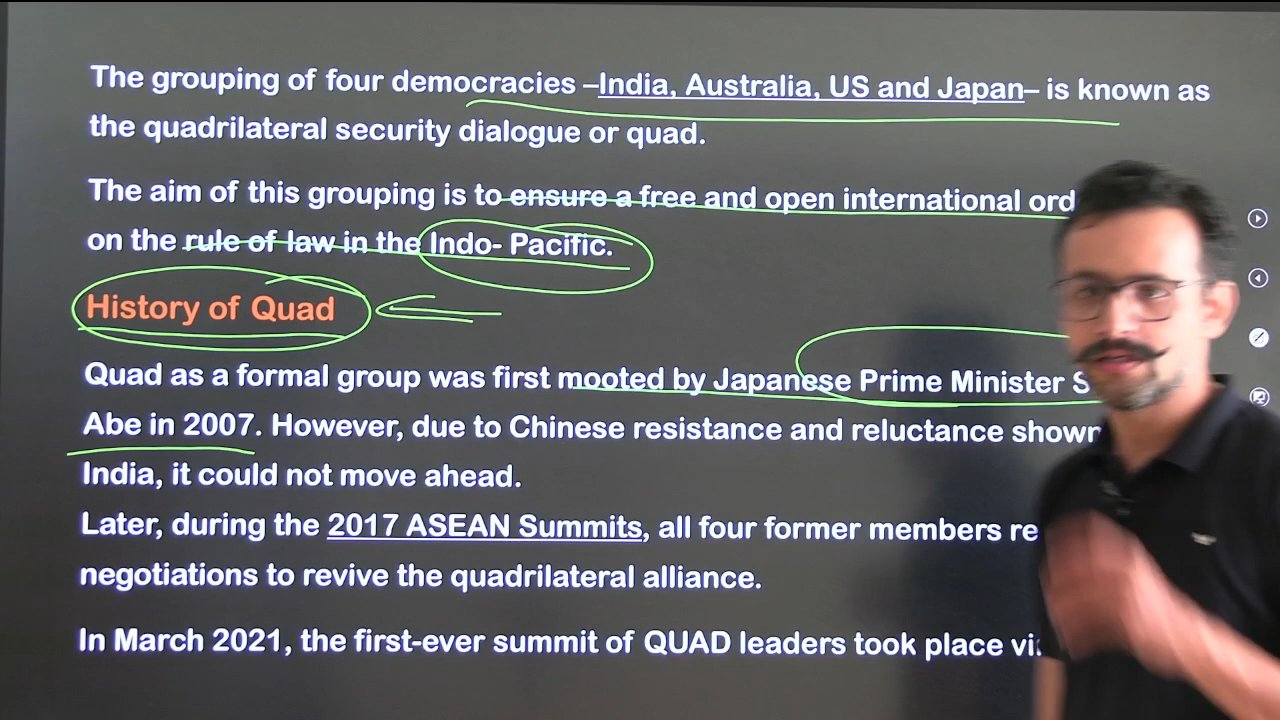 The grouping of four democracies –India, Australia, US and Japan– is known as
the quadrilateral security dialogue or quad.
The aim of this grouping is to ensure a free and open international ord
on the rule of law in the Indo- Pacific.
History of Quad
Quad as a formal group was first mooted by Japanese Prime Minister S
Abe in 2007. However, due to Chinese resistance and reluctance shown
India, it could not move ahead.
Later, during the 2017 ASEAN Summits, all four former members re
negotiations to revive the quadrilateral alliance.
In March 2021, the first-ever summit of QUAD leaders took place vi